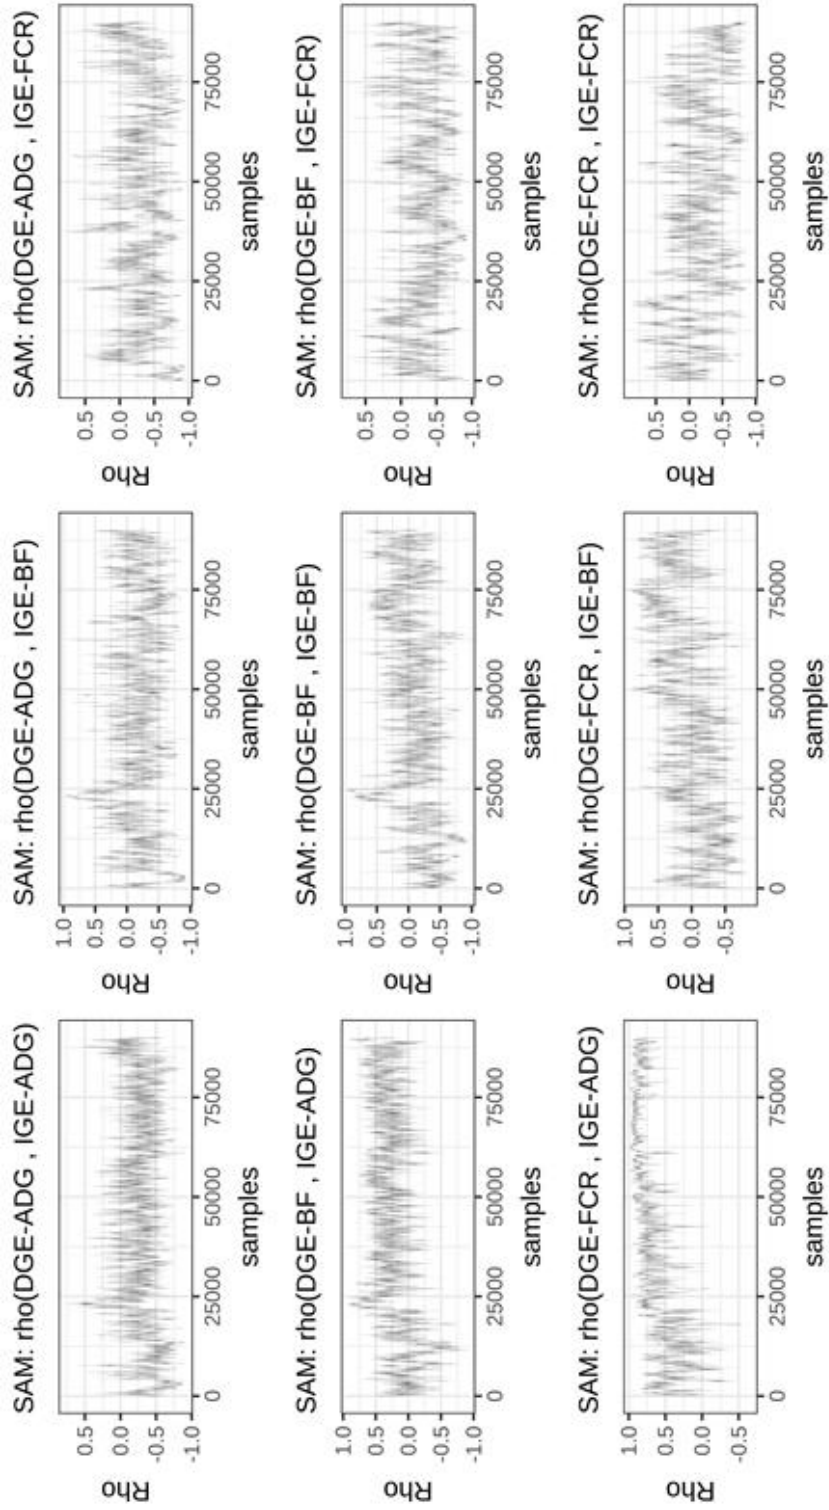 SAM: rho(DGE-ADG , IGE-ADG)
Rho
0.5
0.0
-0.5
-1.0
0 25000 50000 75000
samples
SAM: rho(DGE-ADG , IGE-BF)
Rho
1.0
0.5
0.0
-0.5
-1.0
0 25000 50000 75000
samples
SAM: rho(DGE-ADG , IGE-FCR)
Rho
0.5
0.0
-0.5
-1.0
0 25000 50000 75000
samples
SAM: rho(DGE-BF , IGE-ADG)
Rho
1.0
0.5
0.0
-0.5
-1.0
0 25000 50000 75000
samples
SAM: rho(DGE-BF , IGE-BF)
Rho
1.0
0.5
0.0
-0.5
-1.0
0 25000 50000 75000
samples
SAM: rho(DGE-BF , IGE-FCR)
Rho
0.5
0.0
-0.5
-1.0
0 25000 50000 75000
samples
SAM: rho(DGE-FCR , IGE-ADG)
Rho
1.0
0.5
0.0
-0.5
0 25000 50000 75000
samples
SAM: rho(DGE-FCR , IGE-BF)
Rho
1.0
0.5
0.0
-0.5
0 25000 50000 75000
samples
SAM: rho(DGE-FCR , IGE-FCR)
Rho
0.5
0.0
-0.5
-1.0
0 25000 50000 75000
samples